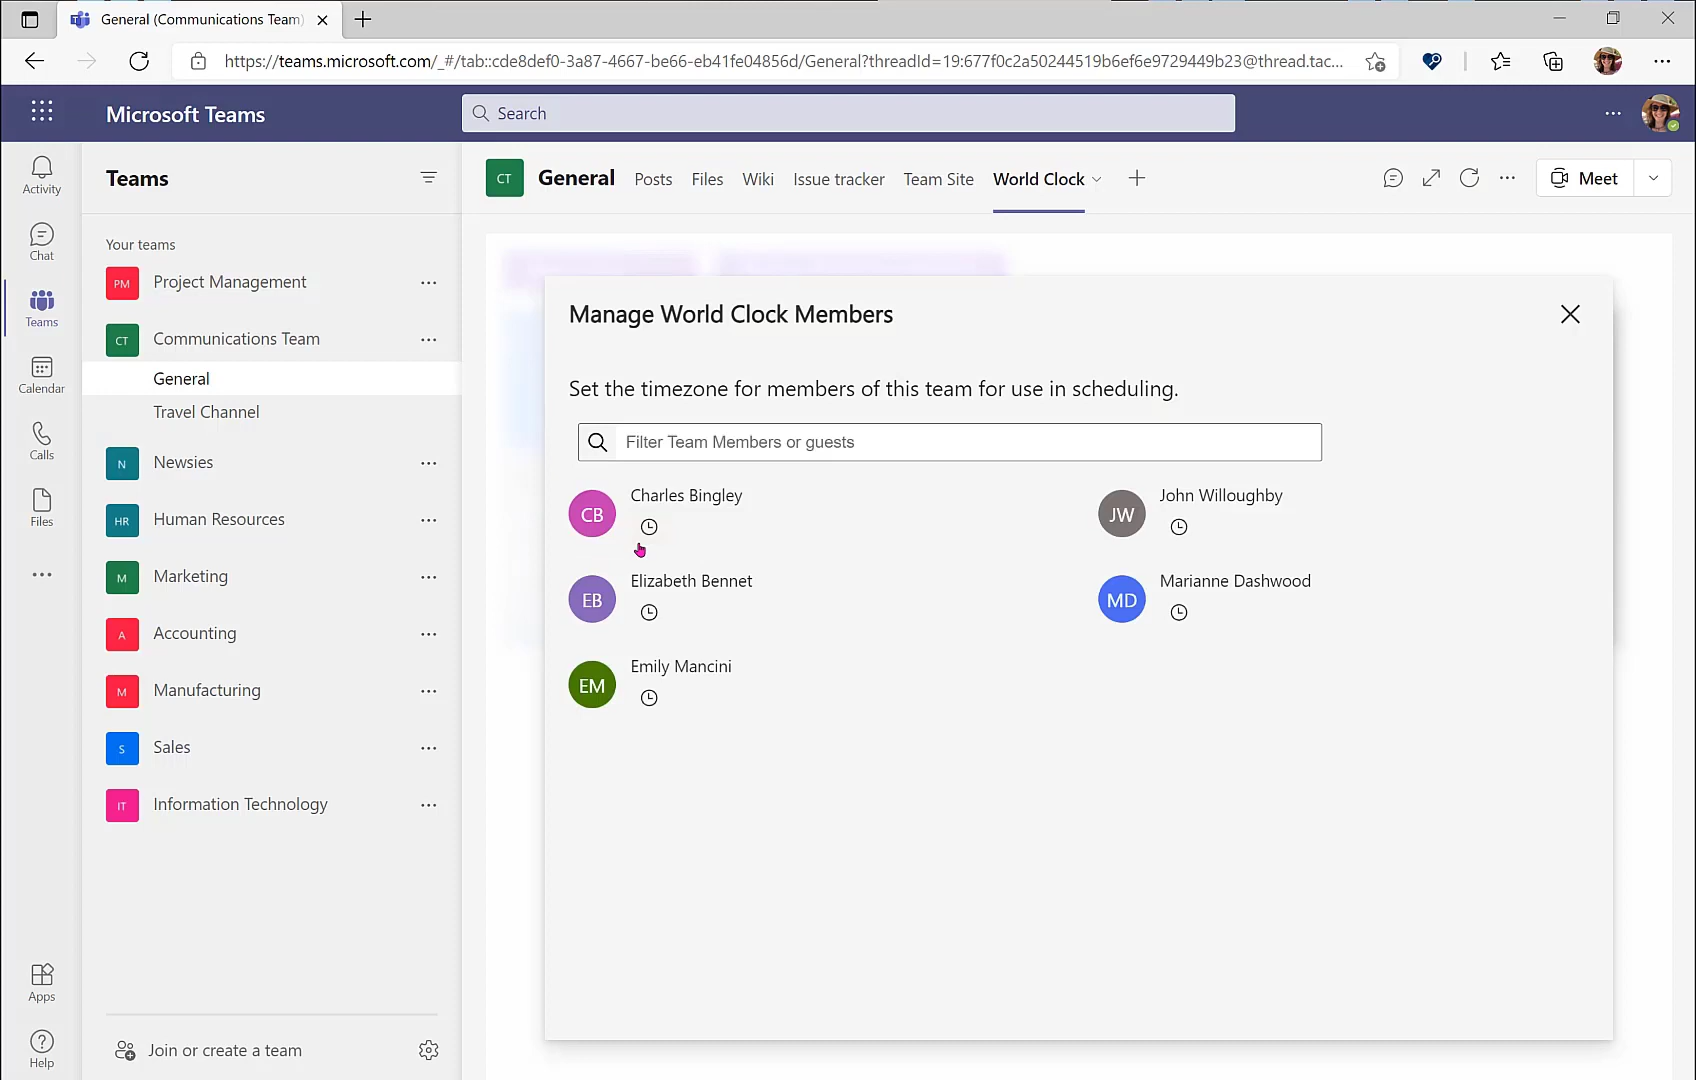 General (Communications Team)
https://teams.microsoft.com/_#/tab::cde8def0-3a87-4667-be66-eb41fe04856d/General?threadId=19:677f0c2a50244519b6ef6e9729449b23@thread.tac...
Microsoft Teams
Search
Activity
Chat
Teams
Calendar
Calls
Files
Apps
Help
Teams
Your teams
PM Project Management
CT Communications Team
General
Travel Channel
N Newsies
HR Human Resources
M Marketing
A Accounting
M Manufacturing
S Sales
IT Information Technology
Join or create a team
CT General Posts Files Wiki Issue tracker Team Site World Clock Meet
Manage World Clock Members
Set the timezone for members of this team for use in scheduling.
Filter Team Members or guests
CB Charles Bingley
JW John Willoughby
EB Elizabeth Bennet
MD Marianne Dashwood
EM Emily Mancini